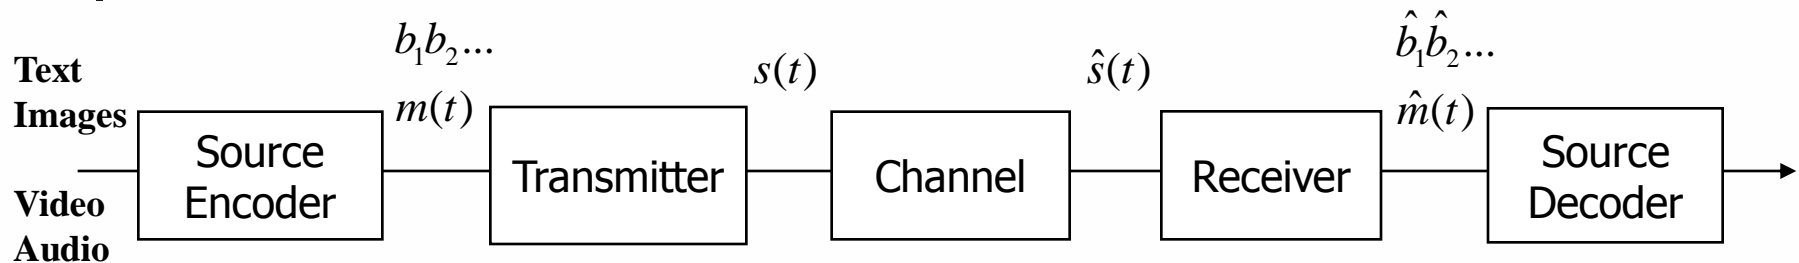 Text
Images
Video
Audio
Source
Encoder
b₁b₂...
m(t)
Transmitter
s(t)
Channel
ŝ(t)
Receiver
b̂₁b̂₂...
m̂(t)
Source
Decoder